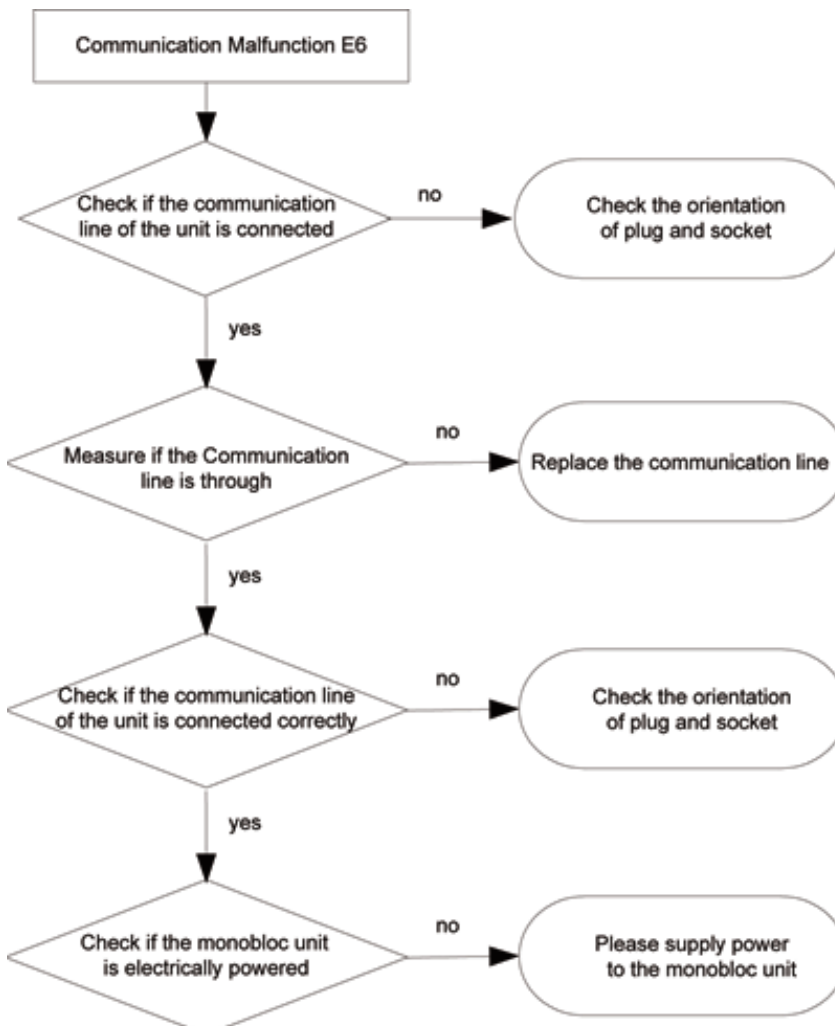 Communication Malfunction E6
Check if the communication
line of the unit is connected
no
Check the orientation
of plug and socket
yes
Measure if the Communication
line is through
no
Replace the communication line
yes
Check if the communication line
of the unit is connected correctly
no
Check the orientation
of plug and socket
yes
Check if the monobloc unit
is electrically powered
no
Please supply power
to the monobloc unit